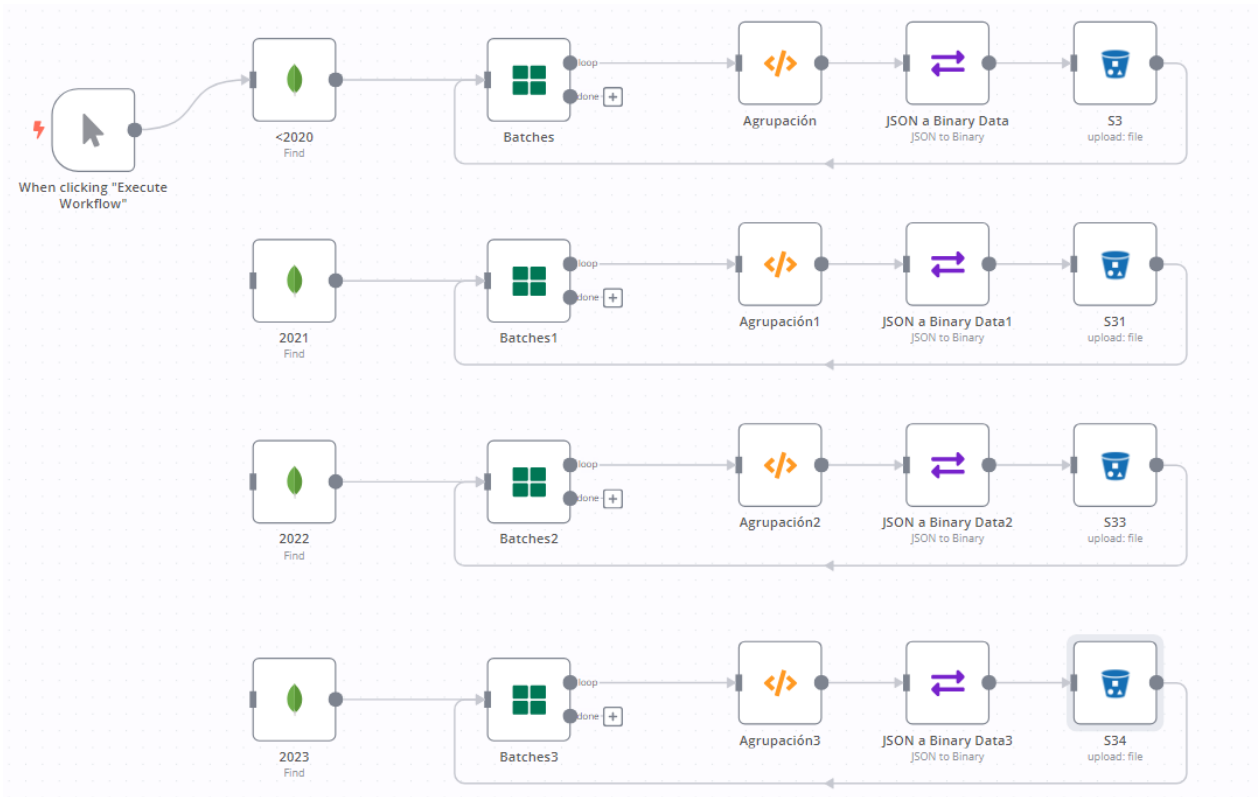 loop
done
<2020
Find
Batches
Agrupación
JSON a Binary Data
JSON to Binary
S3
upload: file
When clicking "Execute
Workflow"
loop
done
2021
Find
Batches1
Agrupación1
JSON a Binary Data1
JSON to Binary
S31
upload: file
loop
done
2022
Find
Batches2
Agrupación2
JSON a Binary Data2
JSON to Binary
S33
upload: file
loop
done
2023
Find
Batches3
Agrupación3
JSON a Binary Data3
JSON to Binary
S34
upload: file